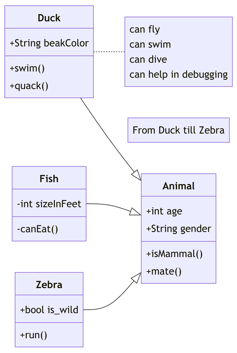 Duck
+String beakColor
+swim()
+quack()
can fly
can swim
can dive
can help in debugging
From Duck till Zebra
Fish
-int sizeInFeet
-canEat()
Animal
+int age
+String gender
+isMammal()
+mate()
Zebra
+bool is_wild
+run()